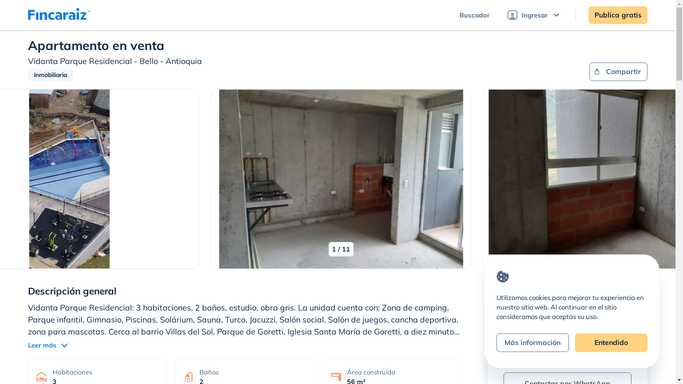 Fincaraiz
Buscador
Ingresar
Publica gratis
Apartamento en venta
Vidanta Parque Residencial - Bello - Antioquia
Inmobiliaria
Compartir
1 / 11
Descripción general
Vidanta Parque Residencial: 3 habitaciones, 2 baños, estudio, obra gris. La unidad cuenta con: Zona de camping,
Parque infantil, Gimnasio, Piscinas, Solárium, Sauna, Turco, Jacuzzi, Salón social, Salón de juegos, cancha deportiva,
zona para mascotas. Cerca al barrio Villas del Sol, Parque de Goretti, Iglesia Santa María de Goretti, a diez minuto...
Leer más
Utilizamos cookies para mejorar tu experiencia en
nuestro sitio web. Al continuar en el sitio
consideramos que aceptas su uso.
Más información
Entendido
Habitaciones
3
Baños
2
Área construida
56 m²
Contactar por WhatsApp